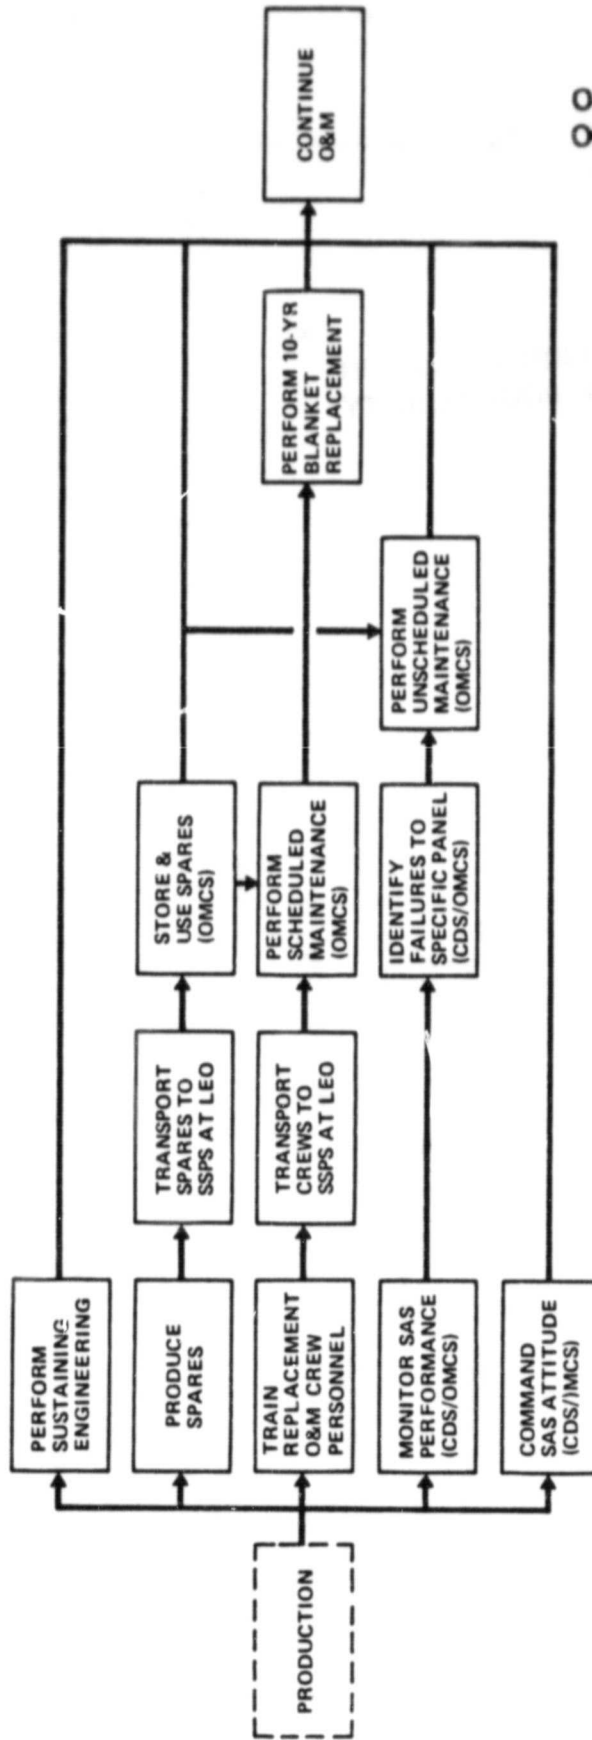 PRODUCTION
PERFORM
SUSTAINING
ENGINEERING
PRODUCE
SPARES
TRAIN
REPLACEMENT
O&M CREW
PERSONNEL
MONITOR SAS
PERFORMANCE
(CDS/OMCS)
COMMAND
SAS ATTITUDE
(CDS/)MCS)
TRANSPORT
SPARES TO
SSPS AT LEO
TRANSPORT
CREWS TO
SSPS AT LEO
STORE &
USE SPARES
(OMCS)
PERFORM
SCHEDULED
MAINTENANCE
(OMCS)
IDENTIFY
FAILURES TO
SPECIFIC PANEL
(CDS/OMCS)
PERFORM
UNSCHEDULED
MAINTENANCE
(OMCS)
PERFORM 10-YR
BLANKET
REPLACEMENT
CONTINUE
O&M
O
O